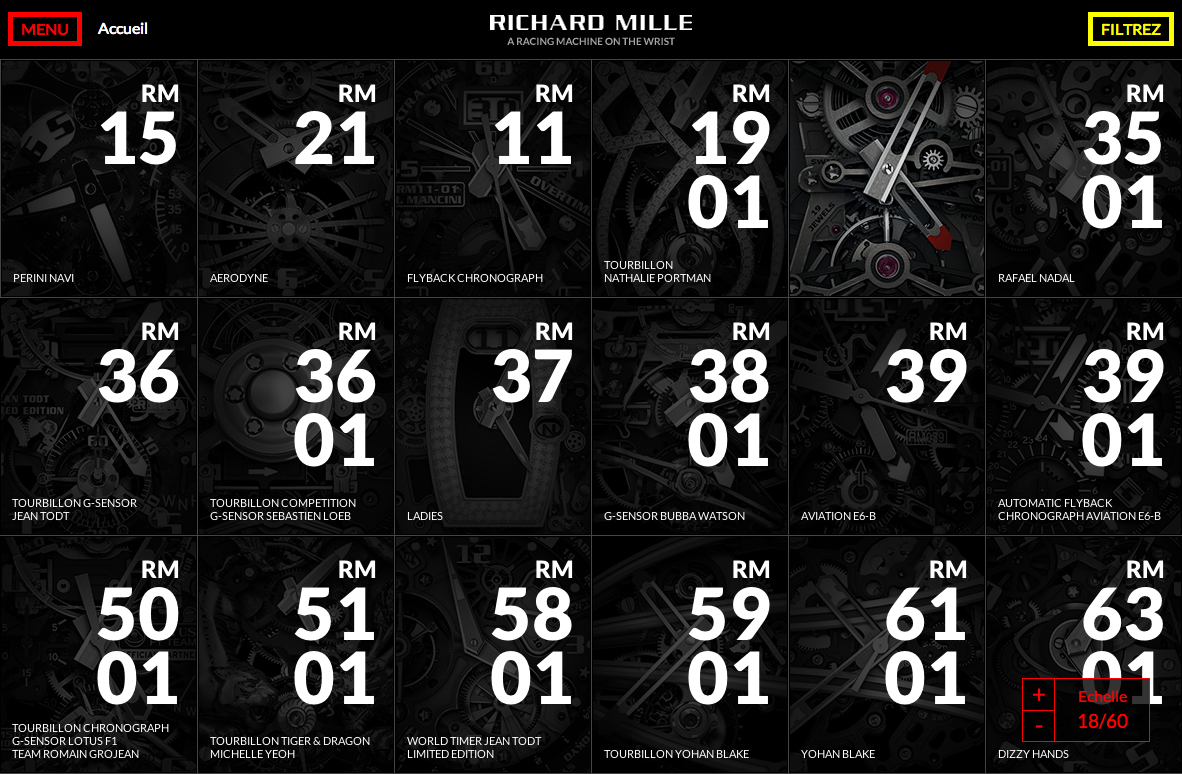 MENU
Accueil
RICHARD MILLE
A RACING MACHINE ON THE WRIST
FILTREZ
RM
15
PERINI NAVI
RM
21
AERODYNE
RM
11
FLYBACK CHRONOGRAPH
RM
19
01
TOURBILLON
NATHALIE PORTMAN
RM
35
01
RAFAEL NADAL
RM
36
TOURBILLON G-SENSOR
JEAN TODT
RM
36
01
TOURBILLON COMPETITION
G-SENSOR SEBASTIEN LOEB
RM
37
LADIES
RM
38
01
G-SENSOR BUBBA WATSON
RM
39
AVIATION E6-B
RM
39
01
AUTOMATIC FLYBACK
CHRONOGRAPH AVIATION E6-B
RM
50
01
TOURBILLON CHRONOGRAPH
G-SENSOR LOTUS F1
TEAM ROMAIN GROJEAN
RM
51
01
TOURBILLON TIGER & DRAGON
MICHELLE YEOH
RM
58
01
WORLD TIMER JEAN TODT
LIMITED EDITION
RM
59
01
TOURBILLON YOHAN BLAKE
RM
61
01
YOHAN BLAKE
RM
63
01
DIZZY HANDS
+
-
Echelle
18/60